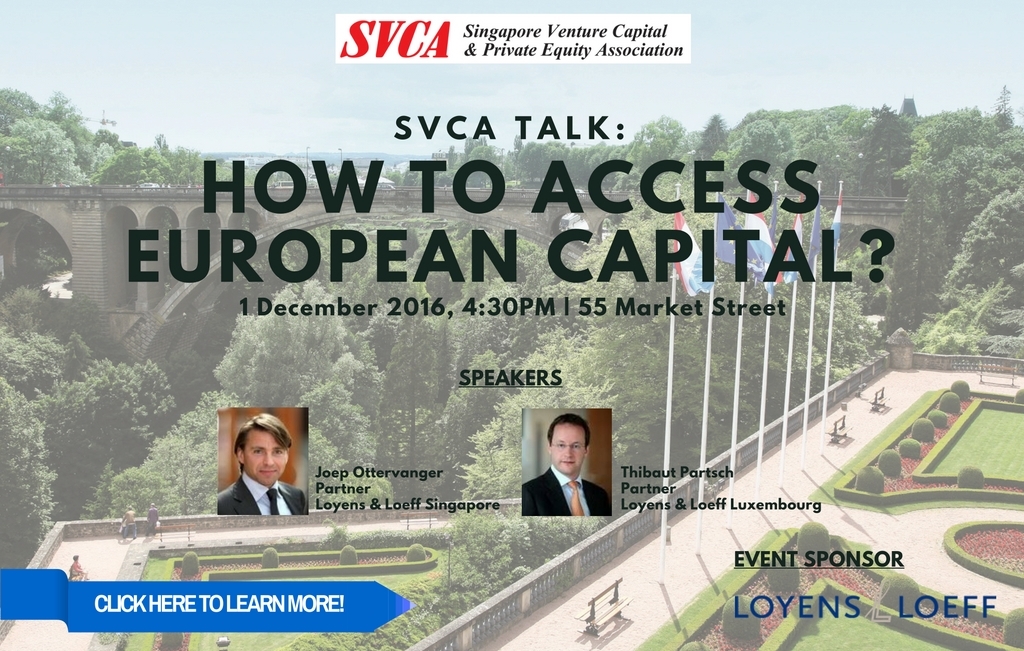 SVCA
Singapore Venture Capital
& Private Equity Association
SVCA TALK:
HOW TO ACCESS
EUROPEAN CAPITAL?
1 December 2016, 4:30PM | 55 Market Street
SPEAKERS
Joep Ottervanger
Partner
Loyens & Loeff Singapore
Thibaut Partsch
Partner
Loyens & Loeff Luxembourg
EVENT SPONSOR
LOYENS LOEFF
CLICK HERE TO LEARN MORE!